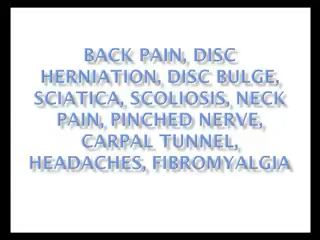 BACK PAIN, DISC
HERNIATION, DISC BULGE,
SCIATICA, SCOLIOSIS, NECK
PAIN, PINCHED NERVE,
CARPAL TUNNEL,
HEADACHES, FIBROMYALGIA